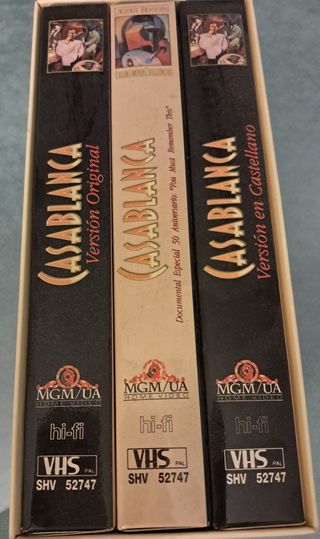 CASABLANCA
Versión Original
MGM/UA
HOME VIDEO
hi-fi
VHS PAL
SHV 52747
CASABLANCA
Documental Especial 50 Aniversario: "You Must Remember This"
MGM/UA
HOME VIDEO
hi-fi
VHS PAL
SHV 52747
CASABLANCA
Versión en Castellano
MGM/UA
HOME VIDEO
hi-fi
VHS PAL
SHV 52747